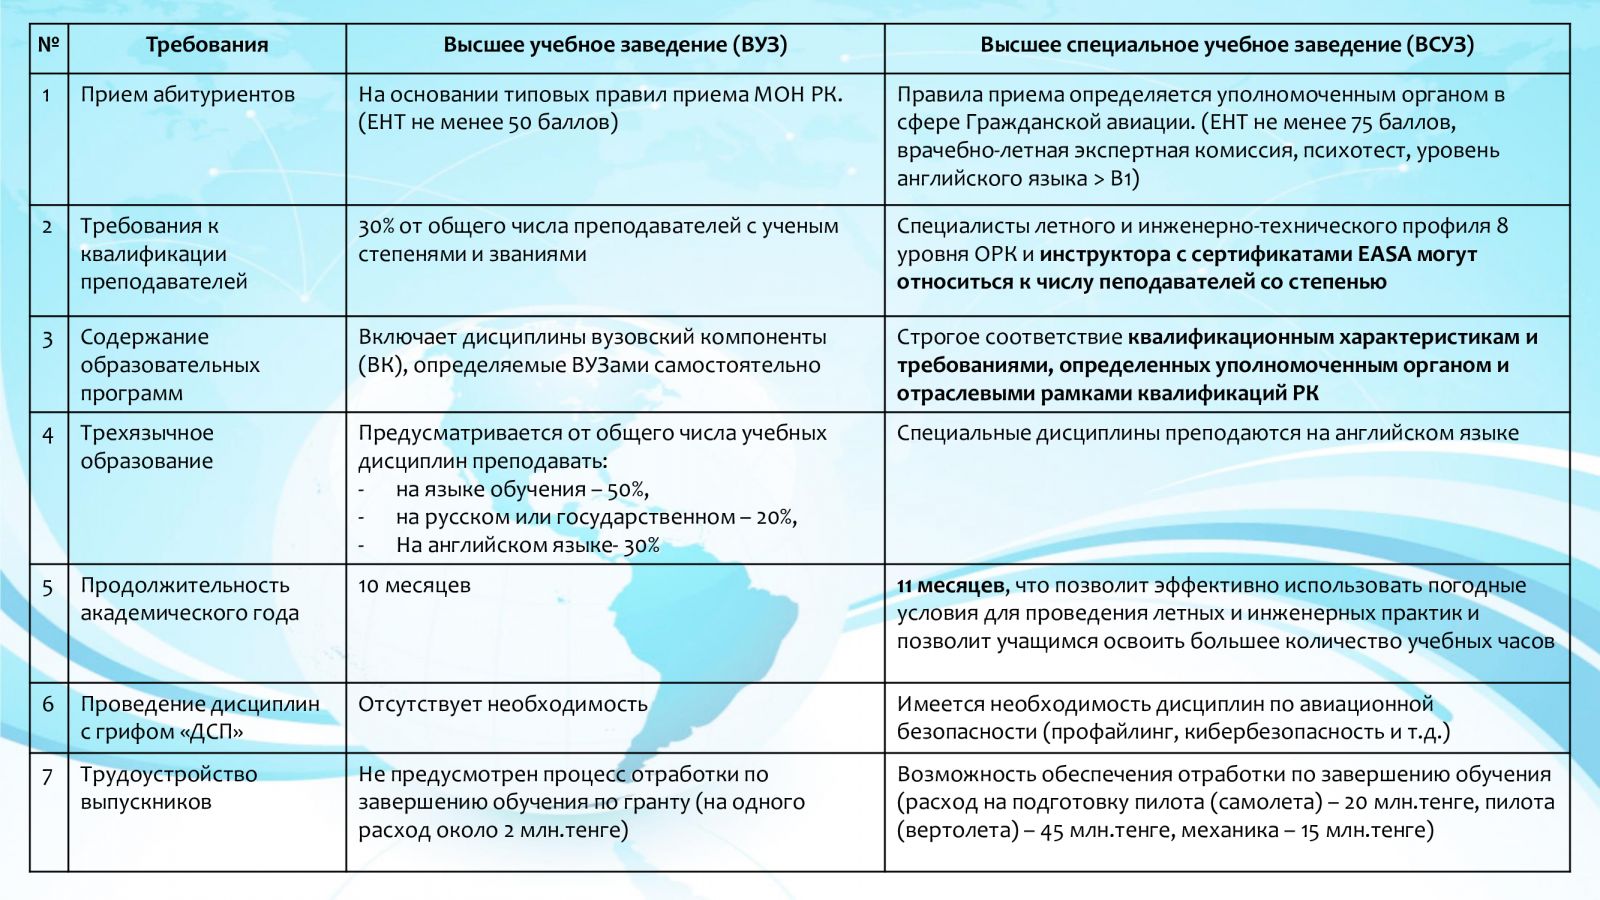 № Требования Высшее учебное заведение (ВУЗ) Высшее специальное учебное заведение (ВСУЗ)
1 Прием абитуриентов
На основании типовых правил приема МОН РК.
(ЕНТ не менее 50 баллов)
Правила приема определяется уполномоченным органом в
сфере Гражданской авиации. (ЕНТ не менее 75 баллов,
врачебно-летная экспертная комиссия, психотест, уровень
английского языка > В1)
2 Требования к
квалификации
преподавателей
30% от общего числа преподавателей с ученым
степенями и званиями
Специалисты летного и инженерно-технического профиля 8
уровня ОРК и инструктора с сертификатами EASA могут
относиться к числу пеподавателей со степенью
3 Содержание
образовательных
программ
Включает дисциплины вузовский компоненты
(ВК), определяемые ВУЗами самостоятельно
Строгое соответствие квалификационным характеристикам и
требованиями, определенных уполномоченным органом и
отраслевыми рамками квалификаций РК
4 Трехязычное
образование
Предусматривается от общего числа учебных
дисциплин преподавать:
- на языке обучения – 50%,
- на русском или государственном – 20%,
- На английском языке- 30%
Специальные дисциплины преподаются на английском языке
5 Продолжительность
академического года
10 месяцев
11 месяцев, что позволит эффективно использовать погодные
условия для проведения летных и инженерных практик и
позволит учащимся освоить большее количество учебных часов
6 Проведение дисциплин
с грифом «ДСП»
Отсутствует необходимость
Имеется необходимость дисциплин по авиационной
безопасности (профайлинг, кибербезопасность и т.д.)
7 Трудоустройство
выпускников
Не предусмотрен процесс отработки по
завершению обучения по гранту (на одного
расход около 2 млн.тенге)
Возможность обеспечения отработки по завершению обучения
(расход на подготовку пилота (самолета) – 20 млн.тенге, пилота
(вертолета) – 45 млн.тенге, механика – 15 млн.тенге)